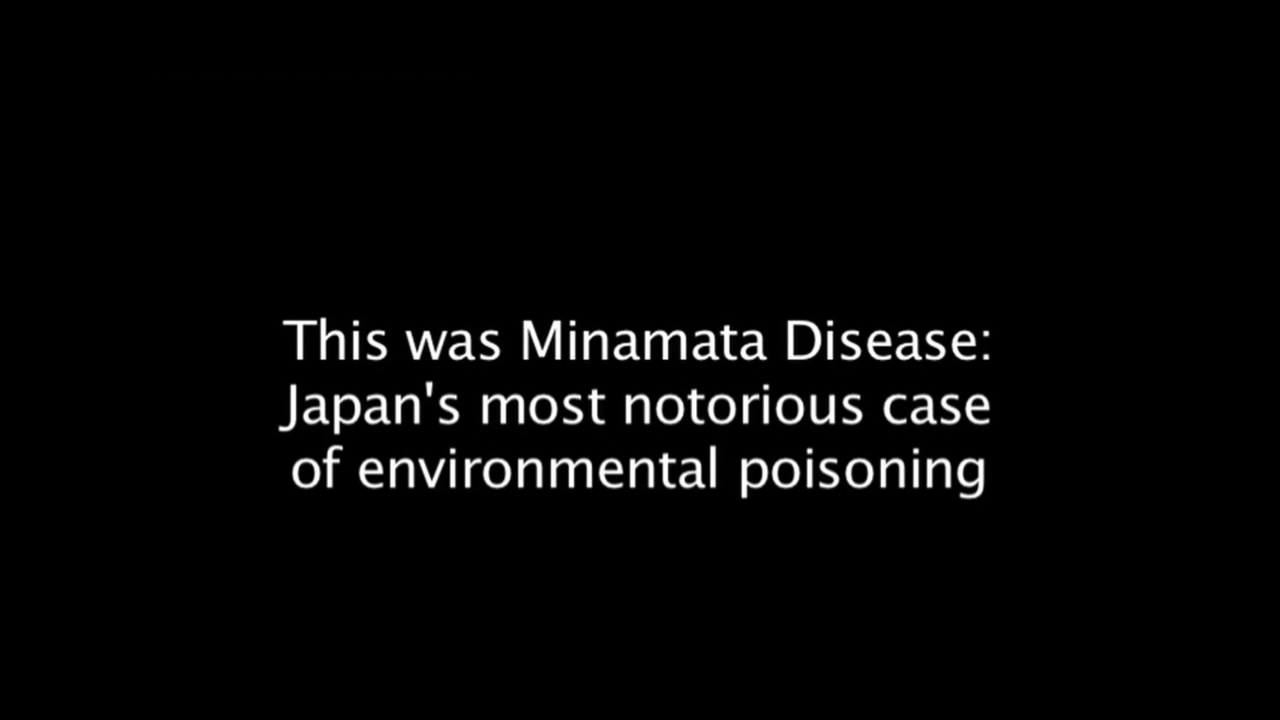 This was Minamata Disease:
Japan's most notorious case
of environmental poisoning